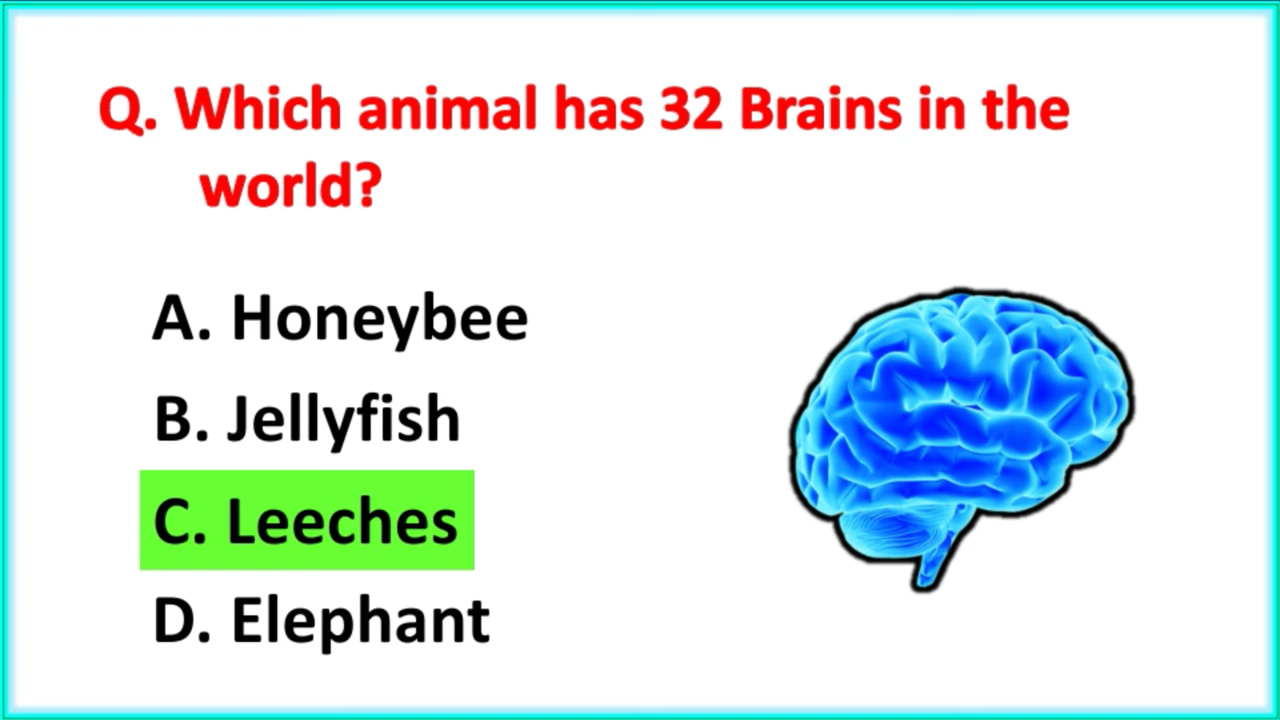 Q. Which animal has 32 Brains in the
world?
A. Honeybee
B. Jellyfish
C. Leeches
D. Elephant